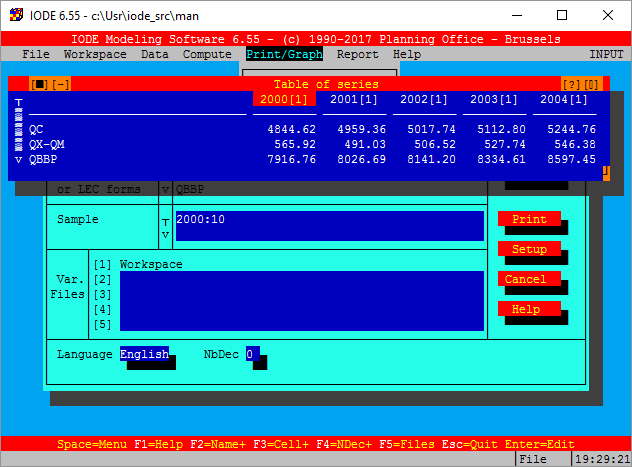 IODE 6.55 - c:\Usr\iode_src\man
IODE Modeling Software 6.55 - (c) 1990-2017 Planning Office - Brussels
File Workspace Data Compute Print/Graph Report Help INPUT
[■][-] Table of series [?][▯]
2000[1] 2001[1] 2002[1] 2003[1] 2004[1]
QC 4844.62 4959.36 5017.74 5112.80 5244.76
QX-QM 565.92 491.03 506.52 527.74 546.38
QBBP 7916.76 8026.69 8141.20 8334.61 8597.45
or LEC forms v QBBP
Sample 2000:10
Print
Setup
Cancel
Help
[1] Workspace
Var. [2]
Files [3]
[4]
[5]
Language English NbDec 0
Space=Menu F1=Help F2=Name+ F3=Cell+ F4=NDec+ F5=Files Esc=Quit Enter=Edit
File 19:29:21